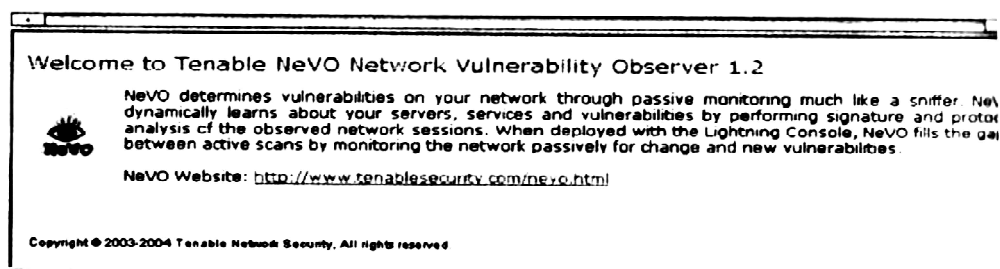 Welcome to Tenable NeVO Network Vulnerability Observer 1.2
NeVO determines vulnerabilities on your network through passive monitoring much like a sniffer.
dynamically learns about your servers, services and vulnerabilities by performing signature and
analysis of the observed network sessions. When deployed with the Lightning Console, NeVO fills the
between active scans by monitoring the network passively for change and new vulnerabilities.
NeVO
NeVO Website: http://www.tenablesecurity.com/nevo.html
Copyright © 2003-2004 Tenable Network Security, All rights reserved